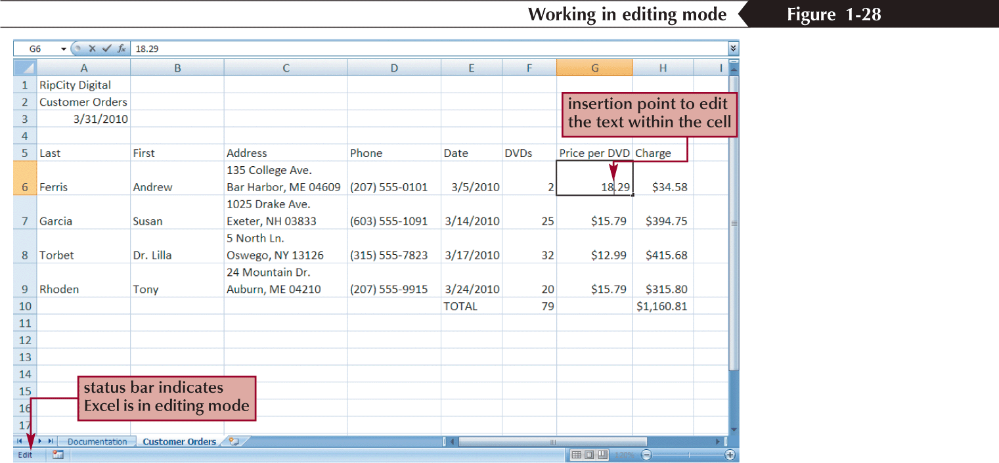 Working in editing mode Figure 1-28
G6 fx 18.29
A B C D E F G H I
1 RipCity Digital
2 Customer Orders
insertion point to edit
the text within the cell
3 3/31/2010
4
5 Last First Address Phone Date DVDs Price per DVD Charge
135 College Ave.
6 Ferris Andrew Bar Harbor, ME 04609 (207) 555-0101 3/5/2010 2 18.29 $34.58
1025 Drake Ave.
7 Garcia Susan Exeter, NH 03833 (603) 555-1091 3/14/2010 25 $15.79 $394.75
5 North Ln.
8 Torbet Dr. Lilla Oswego, NY 13126 (315) 555-7823 3/17/2010 32 $12.99 $415.68
24 Mountain Dr.
9 Rhoden Tony Auburn, ME 04210 (207) 555-9915 3/24/2010 20 $15.79 $315.80
10 TOTAL 79 $1,160.81
11
12
13
14
15
16
17
status bar indicates
Excel is in editing mode
Documentation Customer Orders
Edit 120%